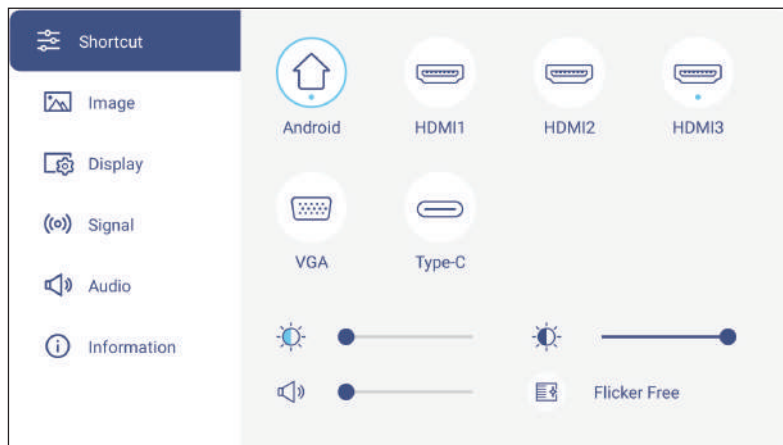 Shortcut
Image
Display
Signal
Audio
Information
Android
HDMI1
HDMI2
HDMI3
VGA
Type-C
Flicker Free